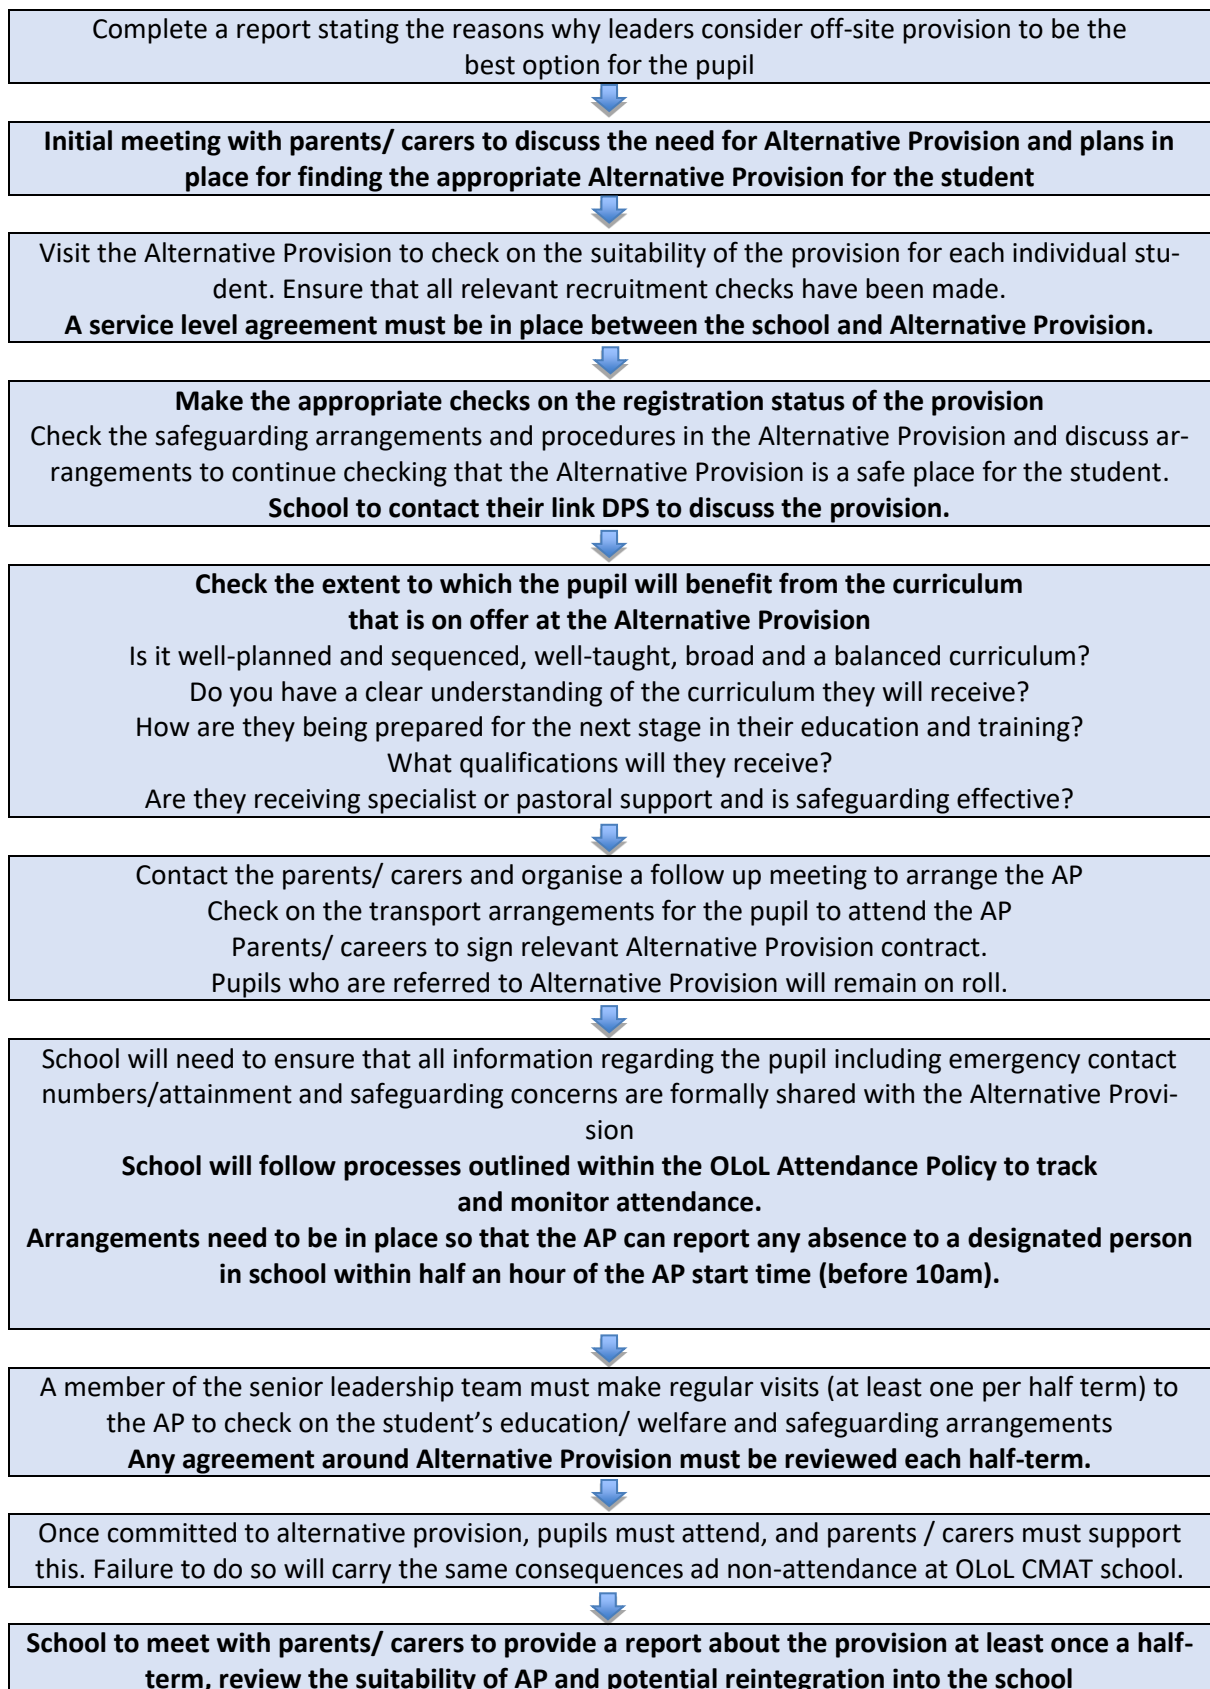 Complete a report stating the reasons why leaders consider off-site provision to be the
best option for the pupil
Initial meeting with parents/ carers to discuss the need for Alternative Provision and plans in
place for finding the appropriate Alternative Provision for the student
Visit the Alternative Provision to check on the suitability of the provision for each individual stu-
dent. Ensure that all relevant recruitment checks have been made.
A service level agreement must be in place between the school and Alternative Provision.
Make the appropriate checks on the registration status of the provision
Check the safeguarding arrangements and procedures in the Alternative Provision and discuss ar-
rangements to continue checking that the Alternative Provision is a safe place for the student.
School to contact their link DPS to discuss the provision.
Check the extent to which the pupil will benefit from the curriculum
that is on offer at the Alternative Provision
Is it well-planned and sequenced, well-taught, broad and a balanced curriculum?
Do you have a clear understanding of the curriculum they will receive?
How are they being prepared for the next stage in their education and training?
What qualifications will they receive?
Are they receiving specialist or pastoral support and is safeguarding effective?
Contact the parents/ carers and organise a follow up meeting to arrange the AP
Check on the transport arrangements for the pupil to attend the AP
Parents/ careers to sign relevant Alternative Provision contract.
Pupils who are referred to Alternative Provision will remain on roll.
School will need to ensure that all information regarding the pupil including emergency contact
numbers/attainment and safeguarding concerns are formally shared with the Alternative Provi-
sion
School will follow processes outlined within the OLoL Attendance Policy to track
and monitor attendance.
Arrangements need to be in place so that the AP can report any absence to a designated person
in school within half an hour of the AP start time (before 10am).
A member of the senior leadership team must make regular visits (at least one per half term) to
the AP to check on the student’s education/ welfare and safeguarding arrangements
Any agreement around Alternative Provision must be reviewed each half-term.
Once committed to alternative provision, pupils must attend, and parents / carers must support
this. Failure to do so will carry the same consequences ad non-attendance at OLoL CMAT school.
School to meet with parents/ carers to provide a report about the provision at least once a half-
term, review the suitability of AP and potential reintegration into the school